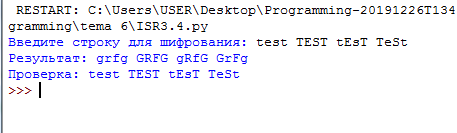 RESTART: C:\Users\USER\Desktop\Programming-20191226T134
gramming\tema 6\ISR3.4.py
Введите строку для шифрования: test TEST tEsT TeSt
Результат: grfg GRFG gRfG GrFg
Проверка: test TEST tEsT TeSt
>>>